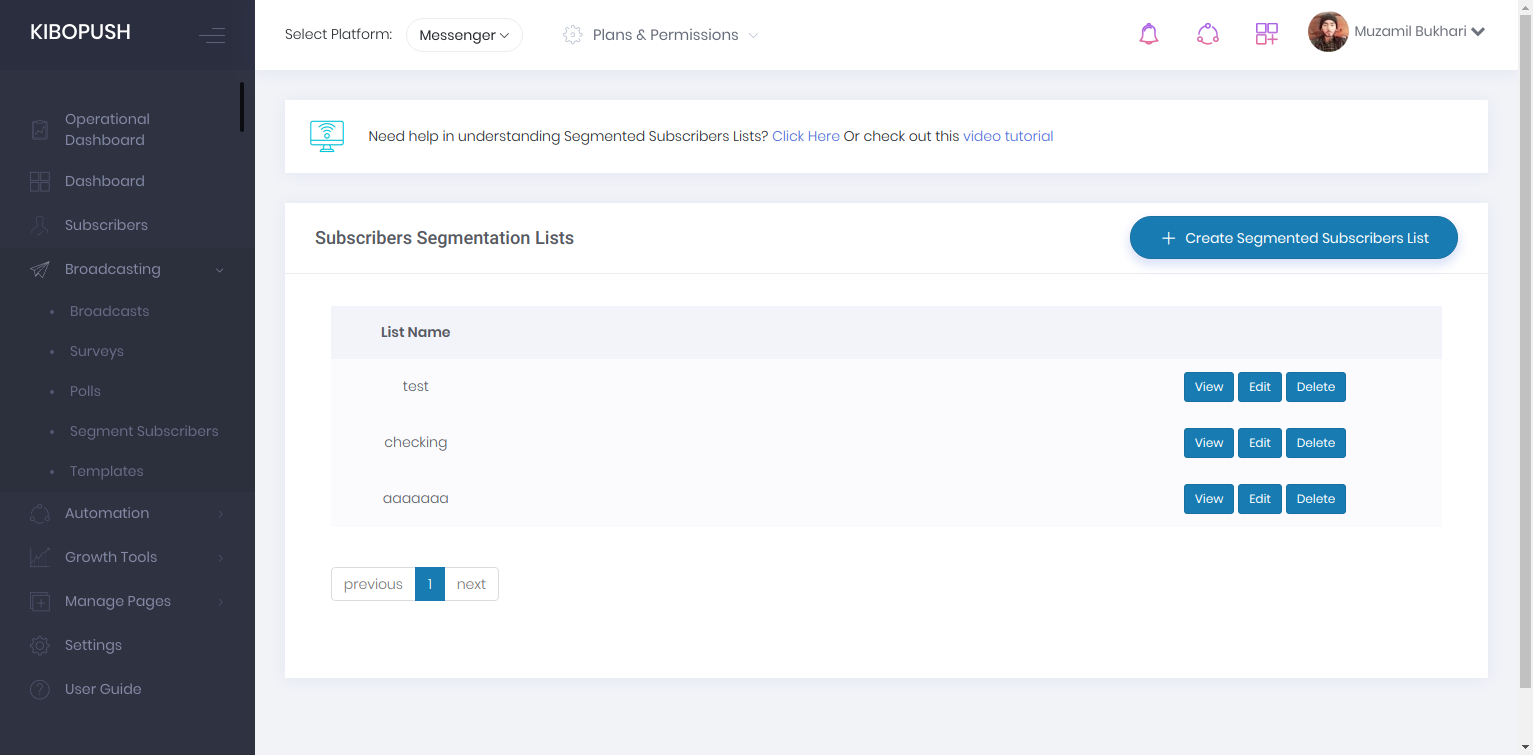 KIBOPUSH
Select Platform: Messenger
Plans & Permissions
Muzamil Bukhari
Operational
Dashboard
Dashboard
Subscribers
Broadcasting
Broadcasts
Surveys
Polls
Segment Subscribers
Templates
Automation
Growth Tools
Manage Pages
Settings
User Guide
Need help in understanding Segmented Subscribers Lists? Click Here Or check out this video tutorial
Subscribers Segmentation Lists
Create Segmented Subscribers List
List Name
test View Edit Delete
checking View Edit Delete
aaaaaaa View Edit Delete
previous 1 next